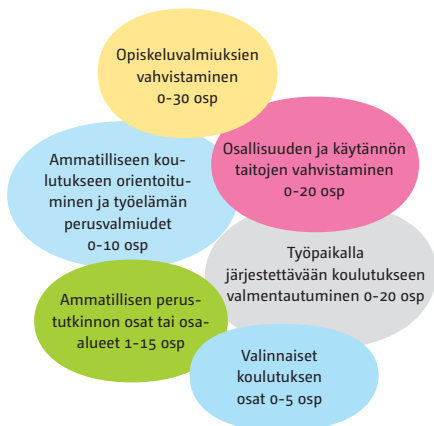 Opiskeluvalmiuksien
vahvistaminen
0-30 osp
Osallisuuden ja käytännön
taitojen vahvistaminen
0-20 osp
Ammatilliseen kou-
lutukseen orientoitu-
minen ja työelämän
perusvalmiudet
0-10 osp
Työpaikalla
järjestettävään koulutukseen
valmentautuminen 0-20 osp
Ammatillisen perus-
tutkinnon osat tai osa-
alueet 1-15 osp
Valinnaiset
koulutuksen
osat 0-5 osp